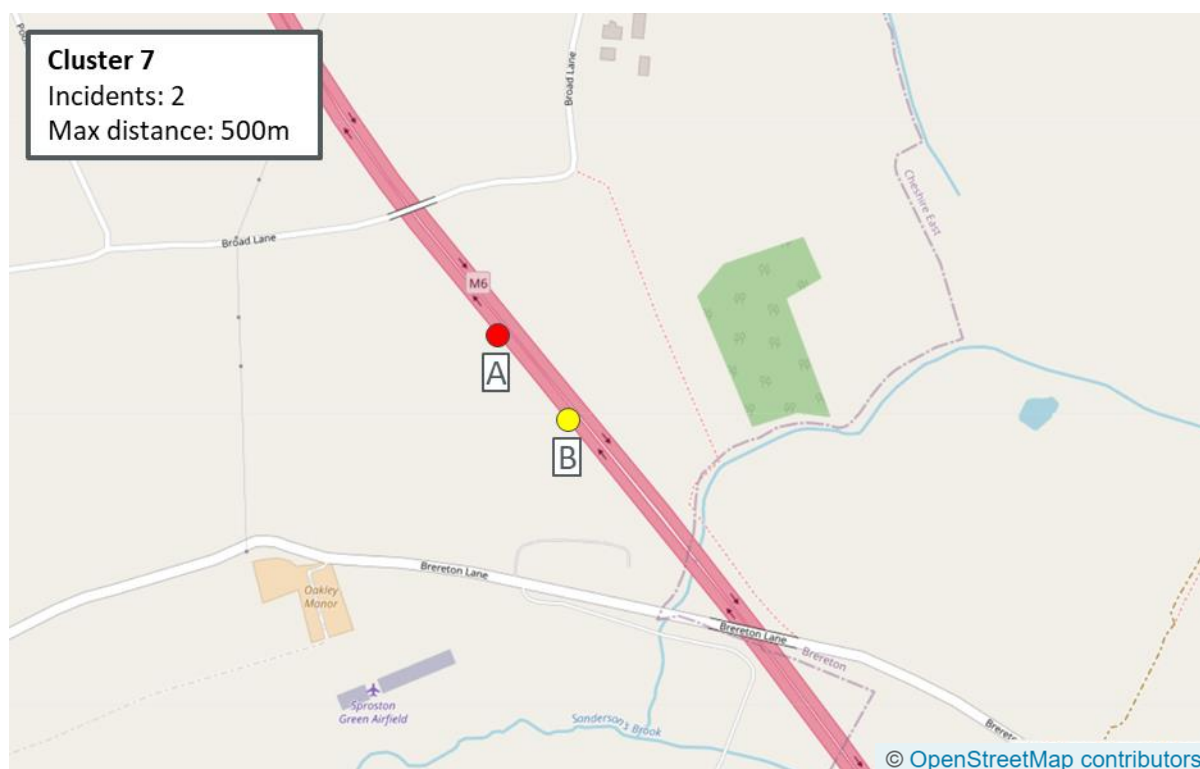 Cluster 7
Incidents: 2
Max distance: 500m
Broad Lane
Cheshire East
Broad Lane
M6
A
B
Brereton Lane
Oakley
Manor
Brereton Lane
Brereton
Sproston
Green Airfield
Sanderson's Brook
© OpenStreetMap contributors